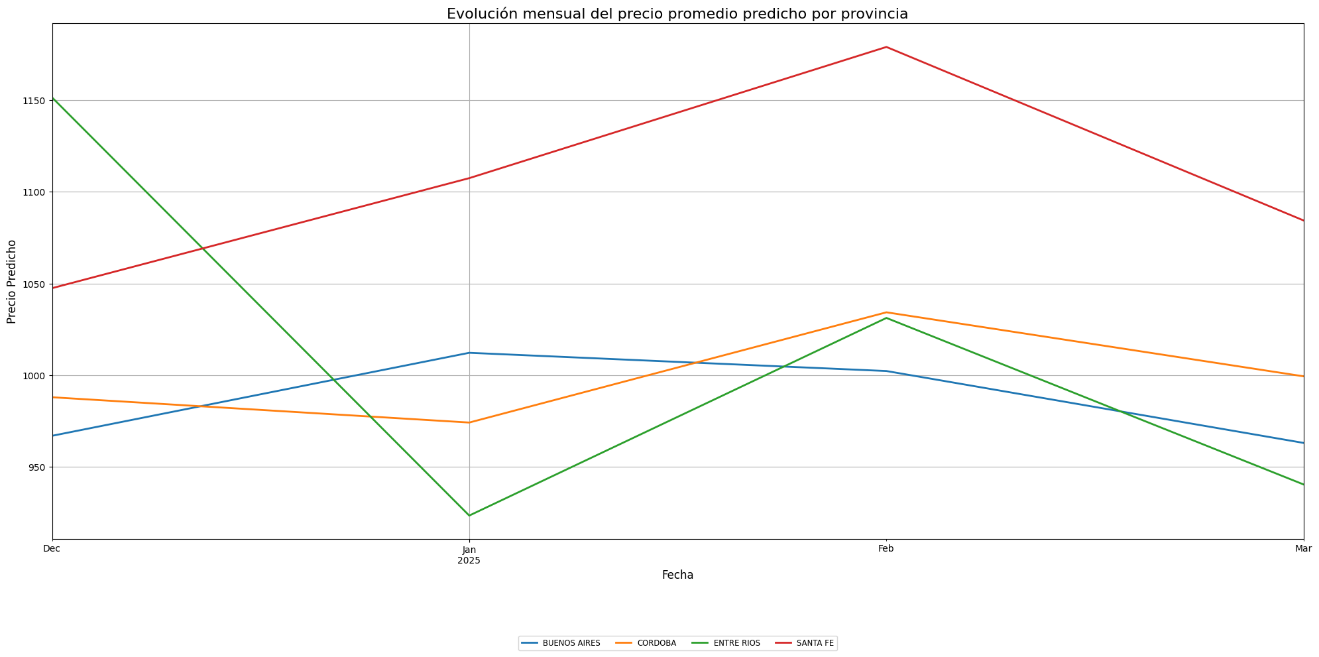 Evolución mensual del precio promedio predicho por provincia
Precio Predicho
1150
1100
1050
1000
950
Dec
Jan
2025
Feb
Mar
Fecha
BUENOS AIRES
CORDOBA
ENTRE RIOS
SANTA FE